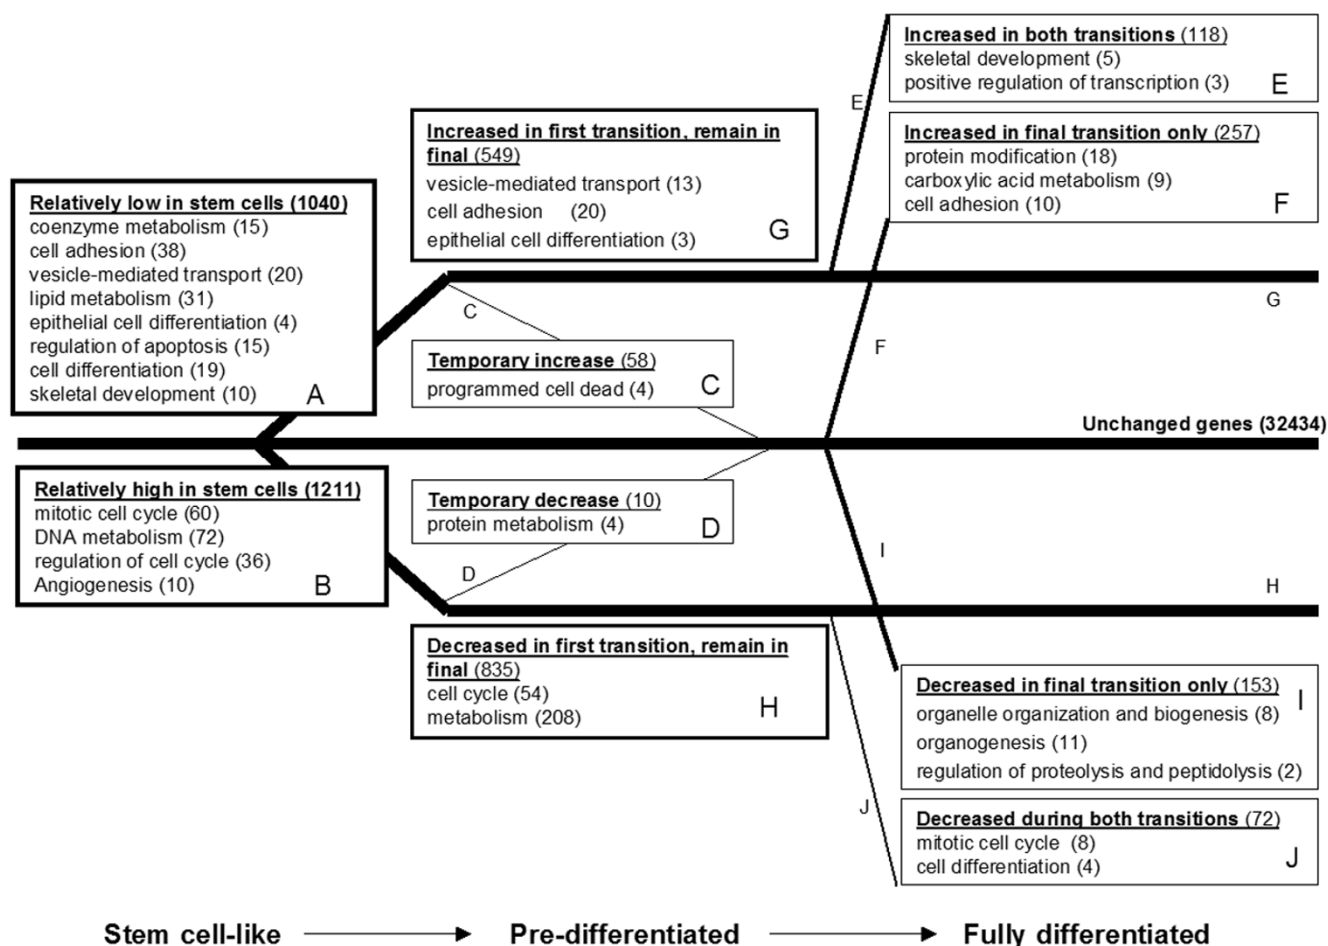 Relatively low in stem cells (1040)
coenzyme metabolism (15)
cell adhesion (38)
vesicle-mediated transport (20)
lipid metabolism (31)
epithelial cell differentiation (4)
regulation of apoptosis (15)
cell differentiation (19)
skeletal development (10)
A
Relatively high in stem cells (1211)
mitotic cell cycle (60)
DNA metabolism (72)
regulation of cell cycle (36)
Angiogenesis (10)
B
Increased in first transition, remain in
final (549)
vesicle-mediated transport (13)
cell adhesion (20)
epithelial cell differentiation (3)
G
C
Temporary increase (58)
programmed cell dead (4)
C
Temporary decrease (10)
protein metabolism (4)
D
D
Decreased in first transition, remain in
final (835)
cell cycle (54)
metabolism (208)
H
E
Increased in both transitions (118)
skeletal development (5)
positive regulation of transcription (3)
E
Increased in final transition only (257)
protein modification (18)
carboxylic acid metabolism (9)
cell adhesion (10)
F
G
F
Unchanged genes (32434)
I
H
Decreased in final transition only (153)
organelle organization and biogenesis (8)
organogenesis (11)
regulation of proteolysis and peptidolysis (2)
I
J
Decreased during both transitions (72)
mitotic cell cycle (8)
cell differentiation (4)
J
Stem cell-like
Pre-differentiated
Fully differentiated